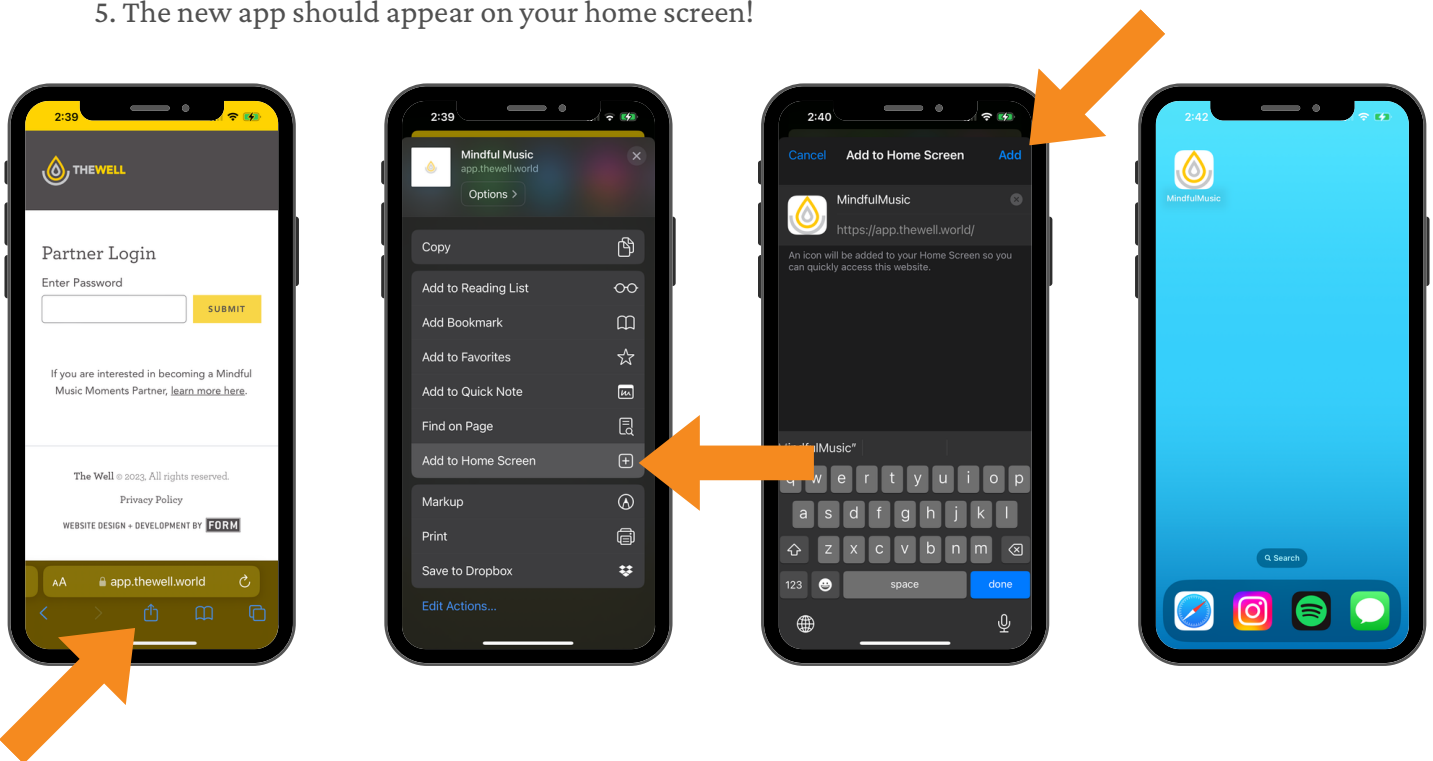 5. The new app should appear on your home screen!
2:39
THEWELL
Partner Login
Enter Password
SUBMIT
If you are interested in becoming a Mindful
Music Moments Partner, learn more here.
The Well © 2023, All rights reserved.
Privacy Policy
WEBSITE DESIGN + DEVELOPMENT BY FORM
AA app.thewell.world
2:39
Mindful Music
app.thewell.world
Options >
Copy
Add to Reading List
Add Bookmark
Add to Favorites
Add to Quick Note
Find on Page
Add to Home Screen
Markup
Print
Save to Dropbox
Edit Actions...
2:40
Cancel Add to Home Screen Add
MindfulMusic
https://app.thewell.world/
An icon will be added to your Home Screen so you
can quickly access this website.
MindfulMusic"
q w e r t y u i o p
a s d f g h j k l
z x c v b n m
123 space done
2:42
MindfulMusic
Search